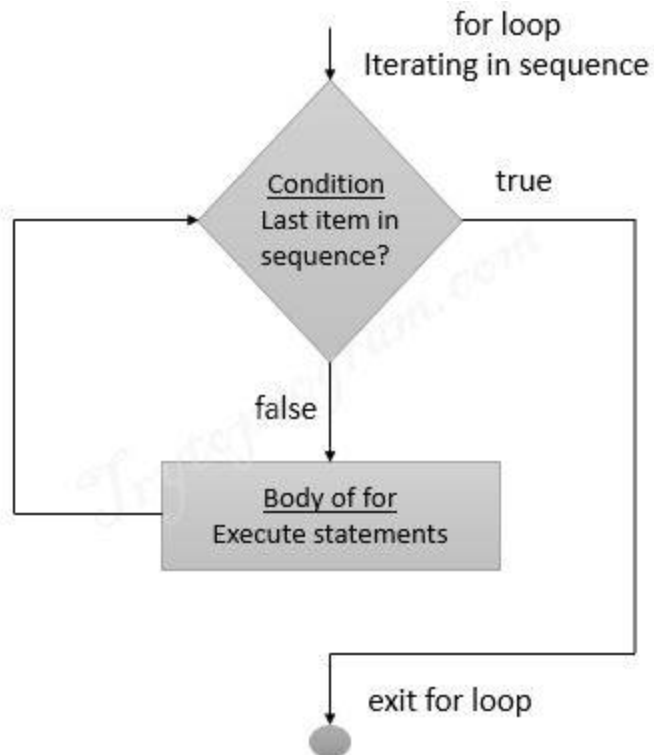 for loop
Iterating in sequence
Condition
Last item in
sequence?
true
false
Body of for
Execute statements
exit for loop